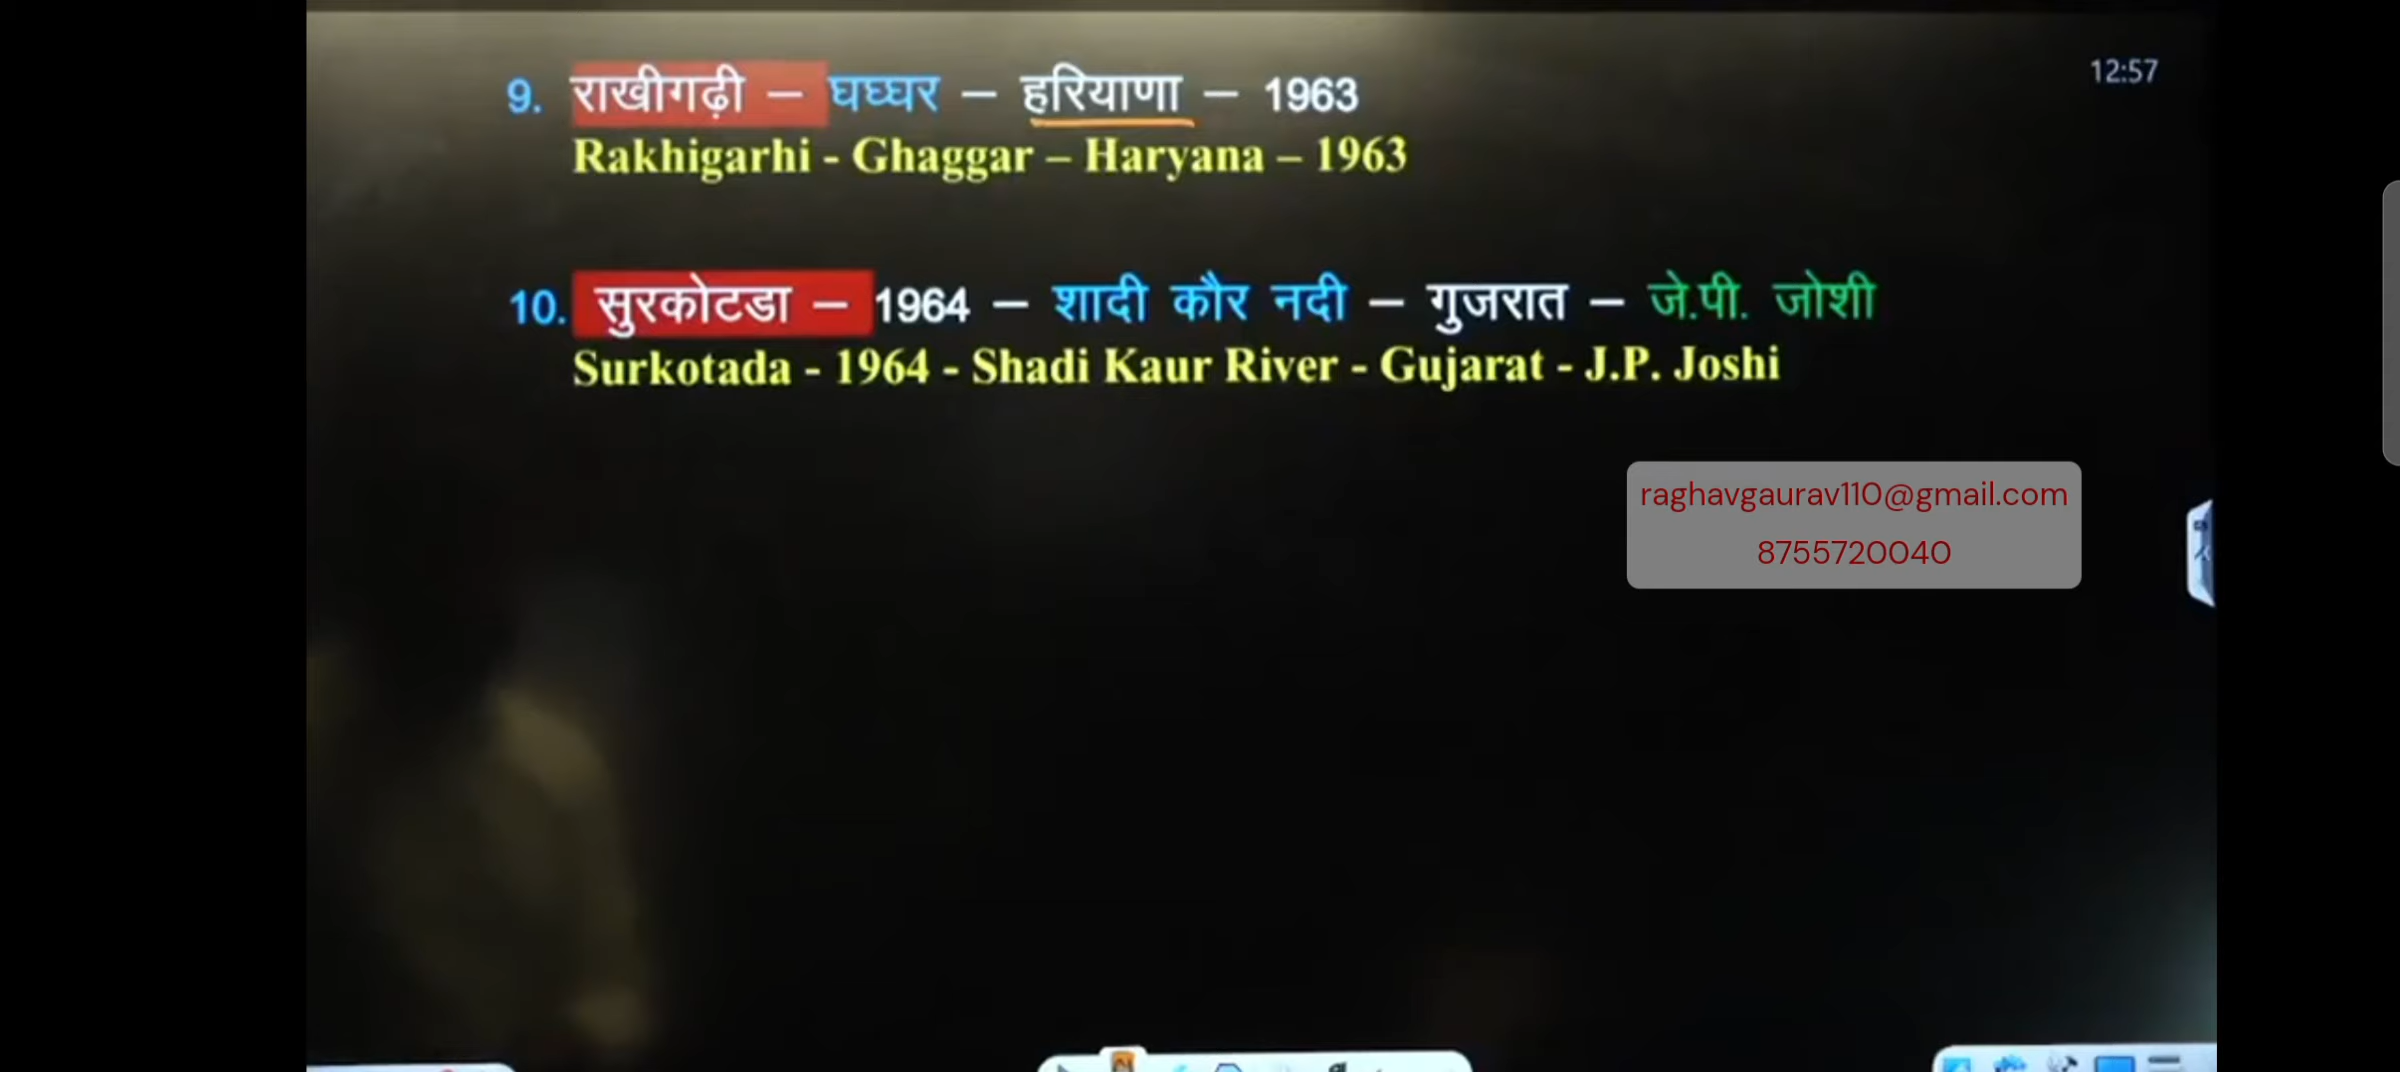 12:57
9. राखीगढ़ी – घघ्घर – हरियाणा – 1963
Rakhigarhi - Ghaggar – Haryana – 1963
10. सुरकोटडा – 1964 – शादी कौर नदी – गुजरात – जे.पी. जोशी
Surkotada - 1964 - Shadi Kaur River - Gujarat - J.P. Joshi
raghavgaurav110@gmail.com
8755720040